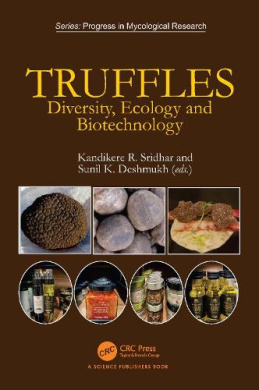 Series: Progress in Mycological Research
TRUFFLES
Diversity, Ecology and
Biotechnology
Kandikere R. Sridhar and
Sunil K. Deshmukh (eds.)
CRC
CRC Press
Taylor & Francis Group
A SCIENCE PUBLISHERS BOOK